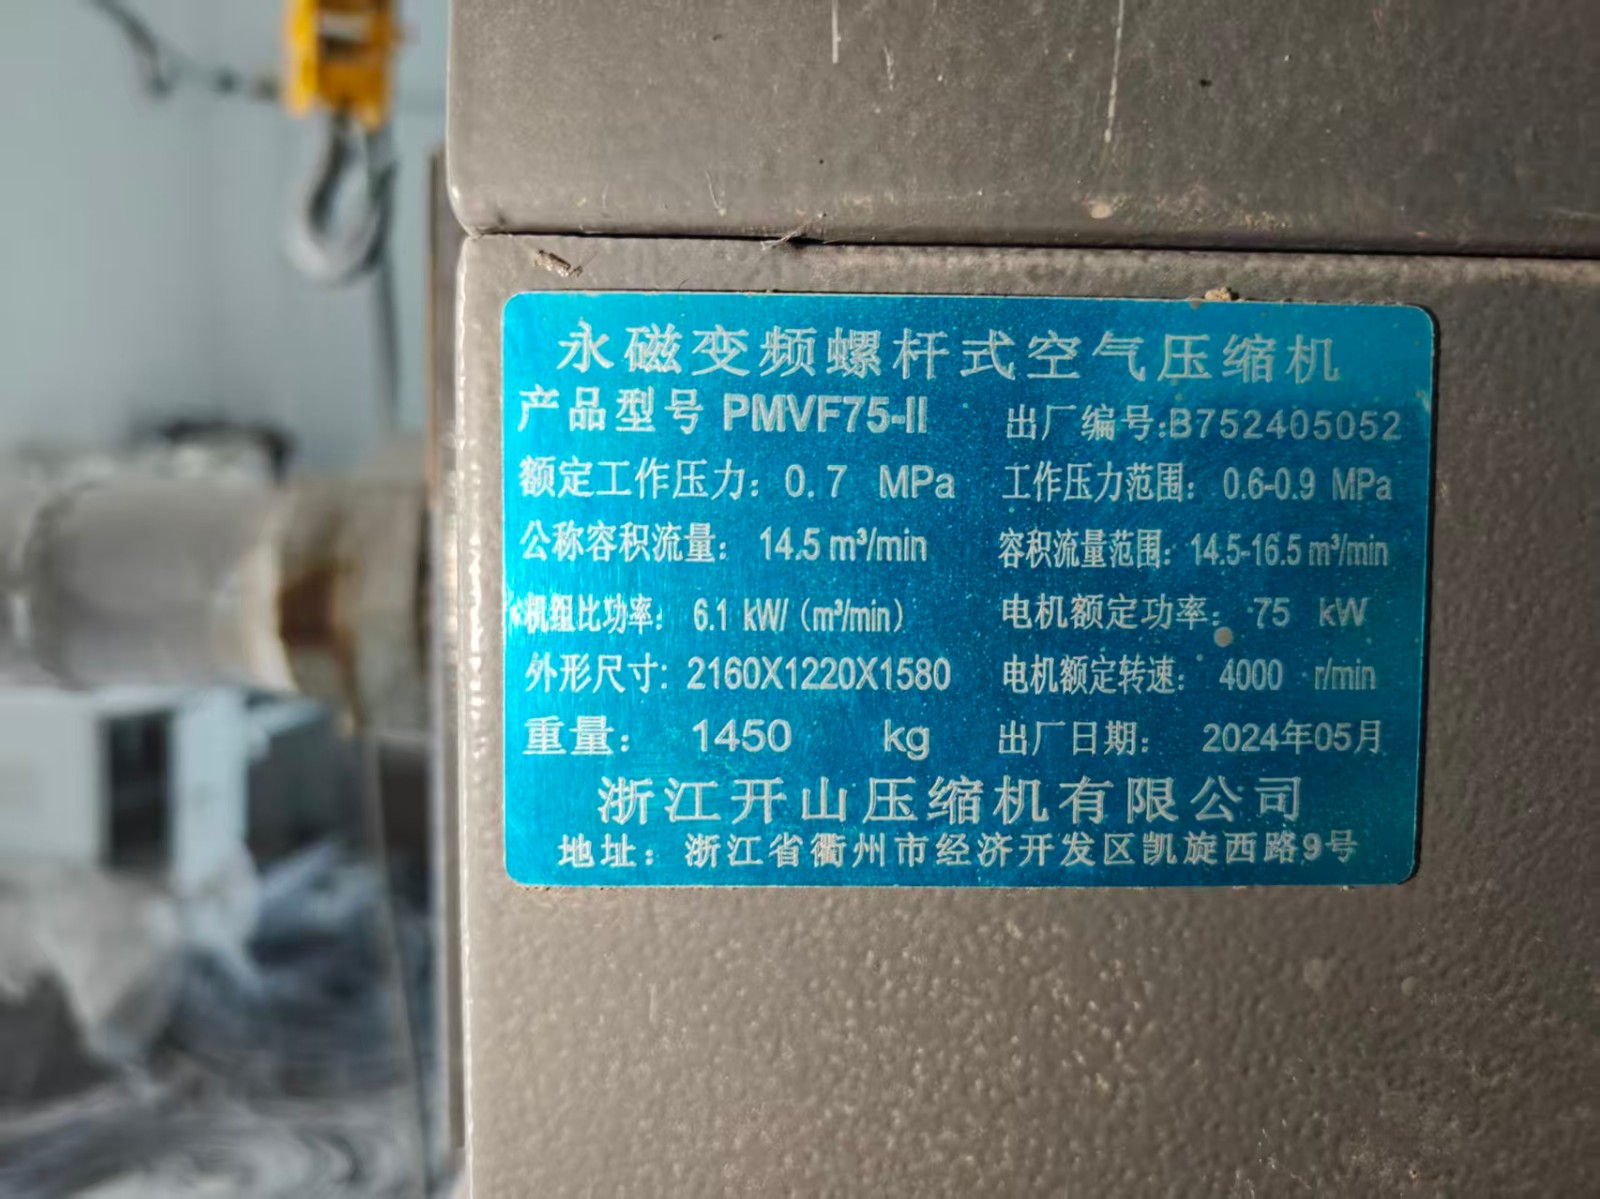 永磁变频螺杆式空气压缩机
产品型号 PMVF75-II 出厂编号:B752405052
额定工作压力: 0.7 MPa 工作压力范围: 0.6-0.9 MPa
公称容积流量: 14.5 m³/min 容积流量范围: 14.5-16.5 m³/min
机组比功率: 6.1 kW/（m³/min） 电机额定功率: 75 kW
外形尺寸: 2160X1220X1580 电机额定转速: 4000 r/min
重量: 1450 kg 出厂日期: 2024年05月
浙江开山压缩机有限公司
地址: 浙江省衢州市经济开发区凯旋西路9号